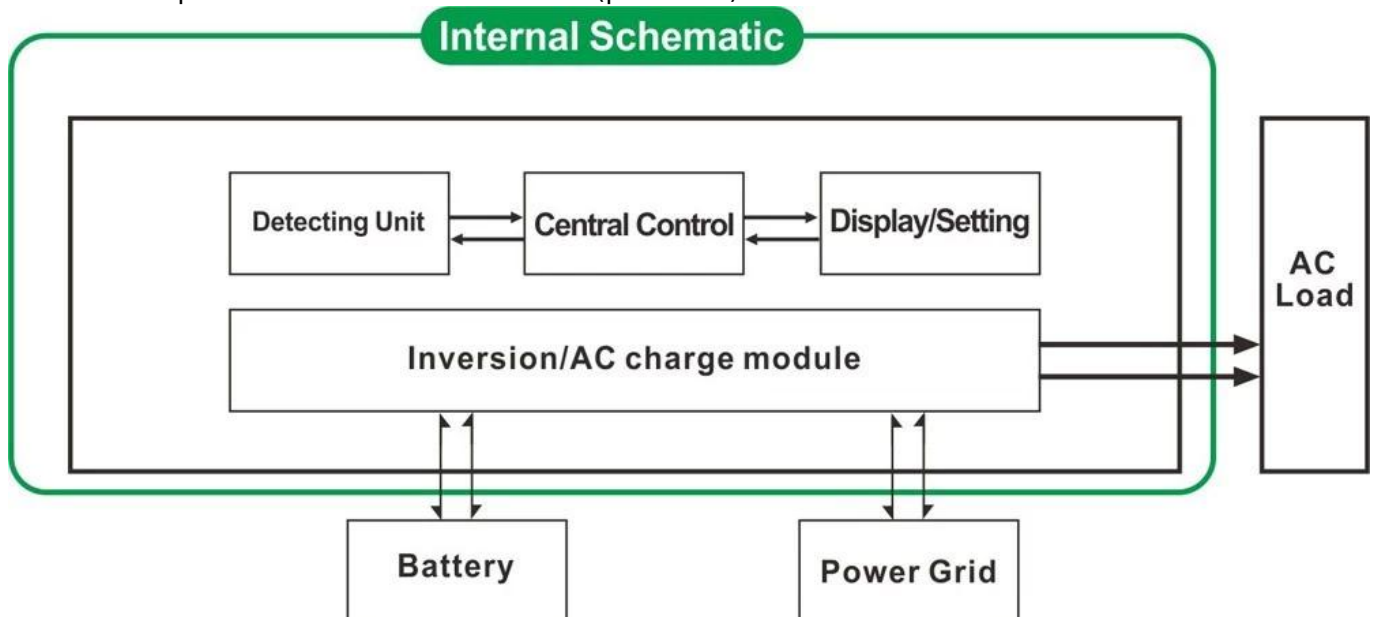 Internal Schematic
Detecting Unit
Central Control
Display/Setting
AC
Load
Inversion/AC charge module
Battery
Power Grid